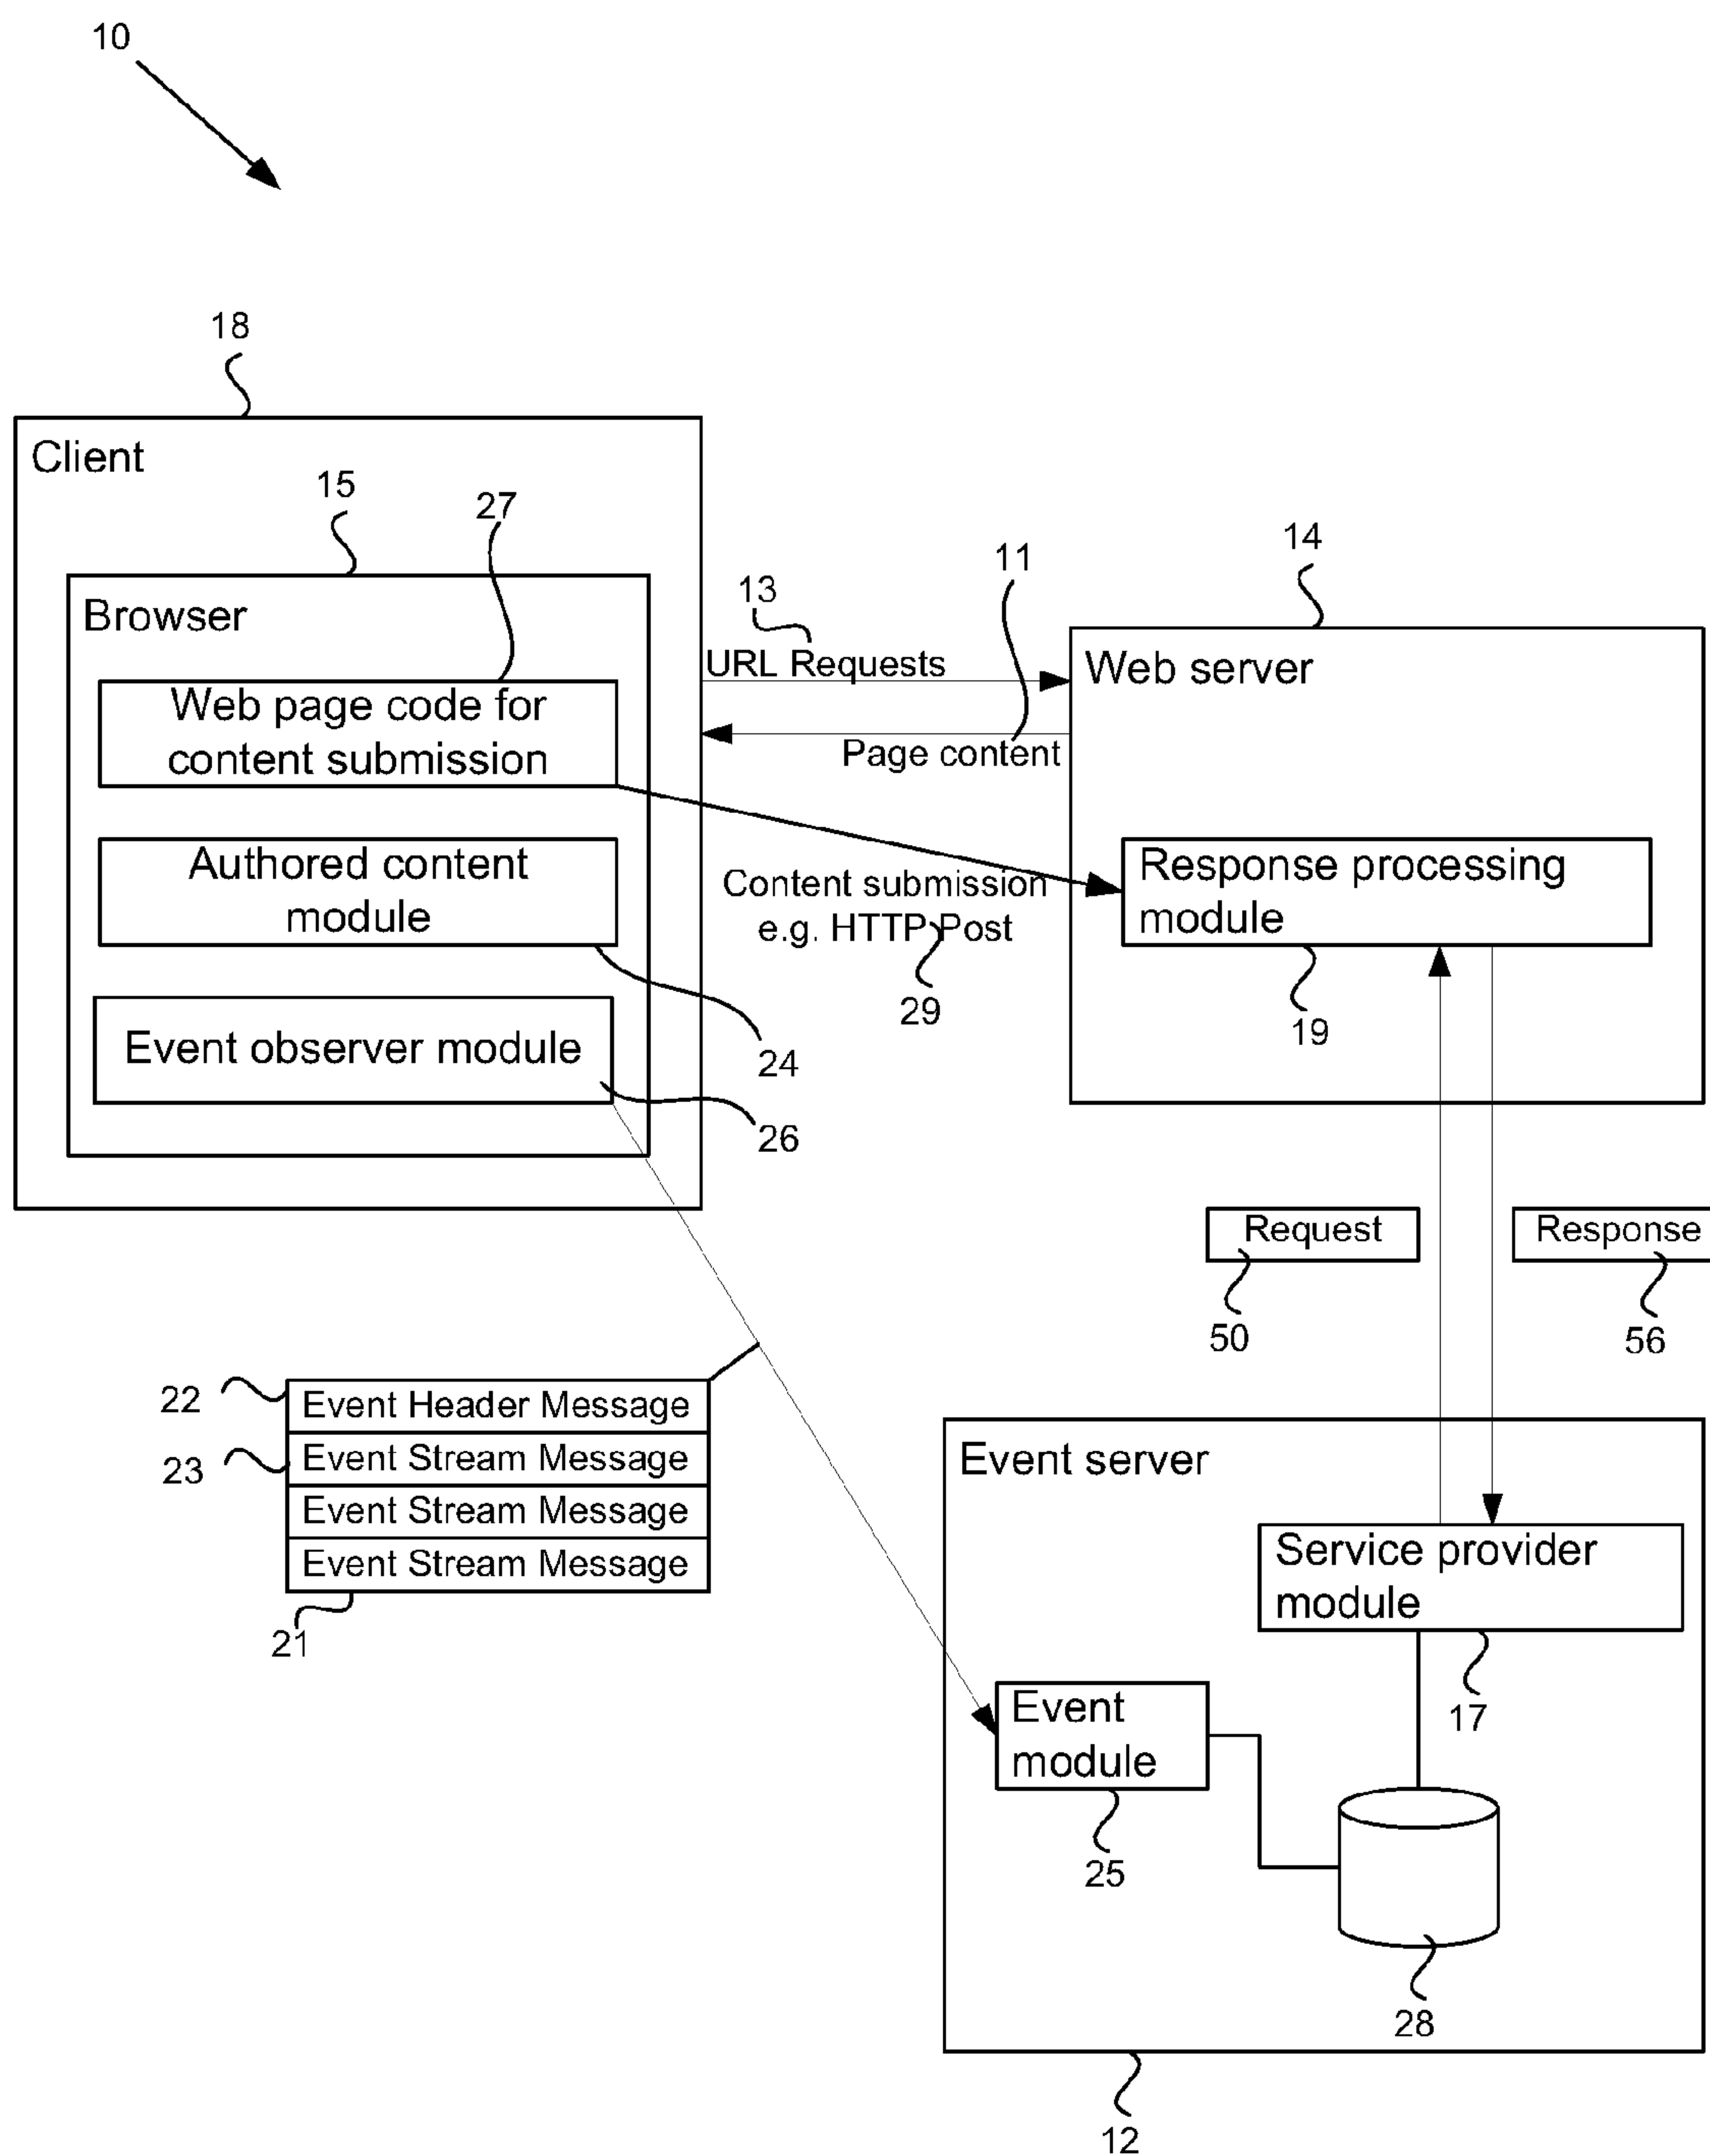 10
18
Client
15
27
Browser
Web page code for
content submission
Authored content
module
Event observer module
24
26
13
URL Requests
11
Page content
Content submission
e.g. HTTP Post
29
14
Web server
Response processing
module
19
Request
50
Response
56
22
Event Header Message
23
Event Stream Message
Event Stream Message
Event Stream Message
21
Event server
Service provider
module
17
Event
module
25
28
12